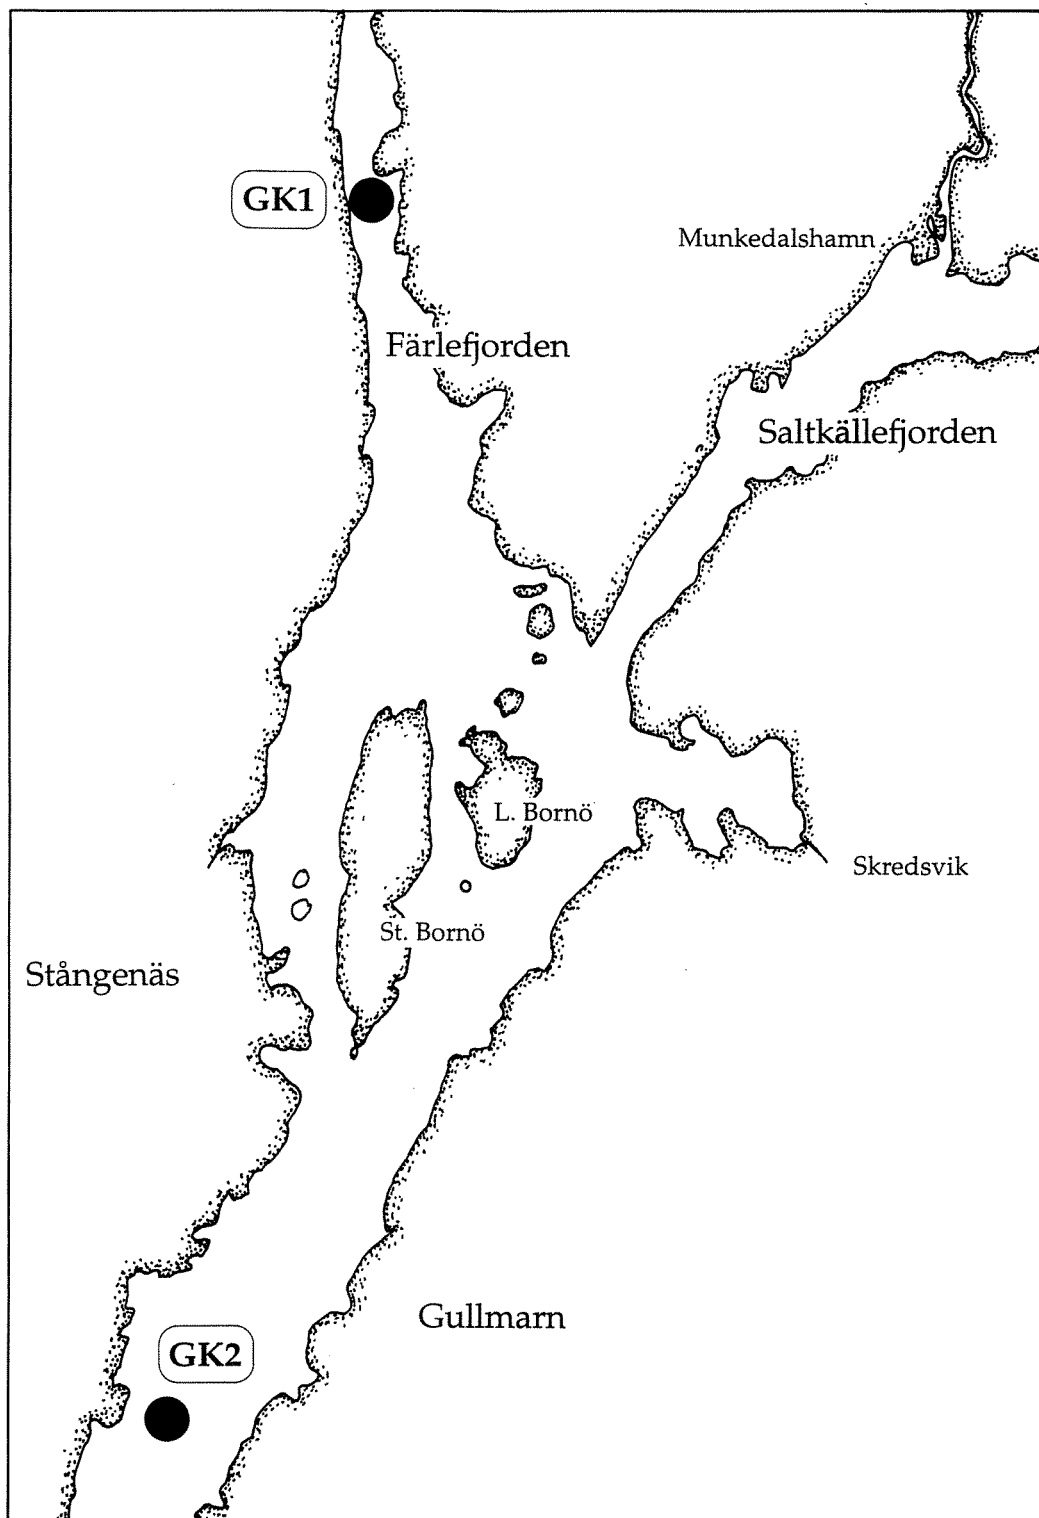 GK1
Munkedalshamn
Färlefjorden
Saltkällefjorden
L. Bornö
Skredsvik
St. Bornö
Stångenäs
Gullmarn
GK2